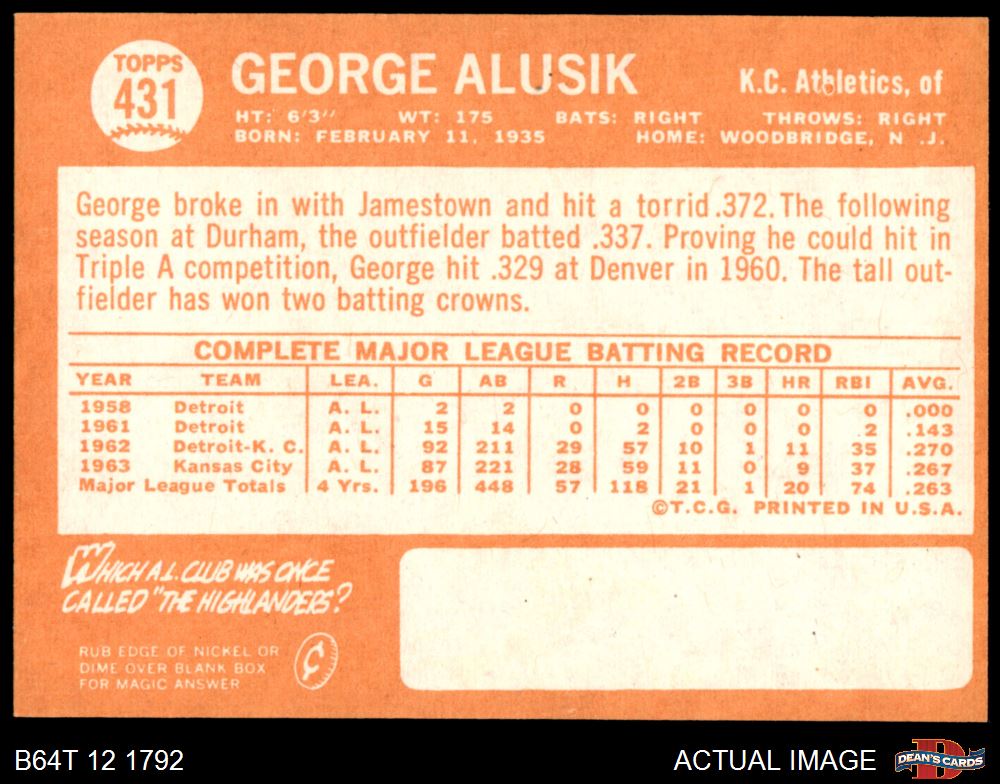 TOPPS
431
GEORGE ALUSIK
K.C. Athletics, of
HT: 6'3" WT: 175 BATS: RIGHT THROWS: RIGHT
BORN: FEBRUARY 11, 1935 HOME: WOODBRIDGE, N .J.
George broke in with Jamestown and hit a torrid .372. The following
season at Durham, the outfielder batted .337. Proving he could hit in
Triple A competition, George hit .329 at Denver in 1960. The tall out-
fielder has won two batting crowns.
COMPLETE MAJOR LEAGUE BATTING RECORD
YEAR TEAM LEA. G AB R H 2B 3B HR RBI AVG.
1958 Detroit A. L. 2 2 0 0 0 0 0 0 .000
1961 Detroit A. L. 15 14 0 2 0 0 0 2 .143
1962 Detroit-K. C. A. L. 92 211 29 57 10 1 11 35 .270
1963 Kansas City A. L. 87 221 28 59 11 0 9 37 .267
Major League Totals 4 Yrs. 196 448 57 118 21 1 20 74 .263
©T.C.G. PRINTED IN U.S.A.
WHICH A.L. CLUB WAS ONCE
CALLED "THE HIGHLANDERS?
RUB EDGE OF NICKEL OR
DIME OVER BLANK BOX
FOR MAGIC ANSWER
¢
B64T 12 1792
ACTUAL IMAGE
D
DEAN'S CARDS